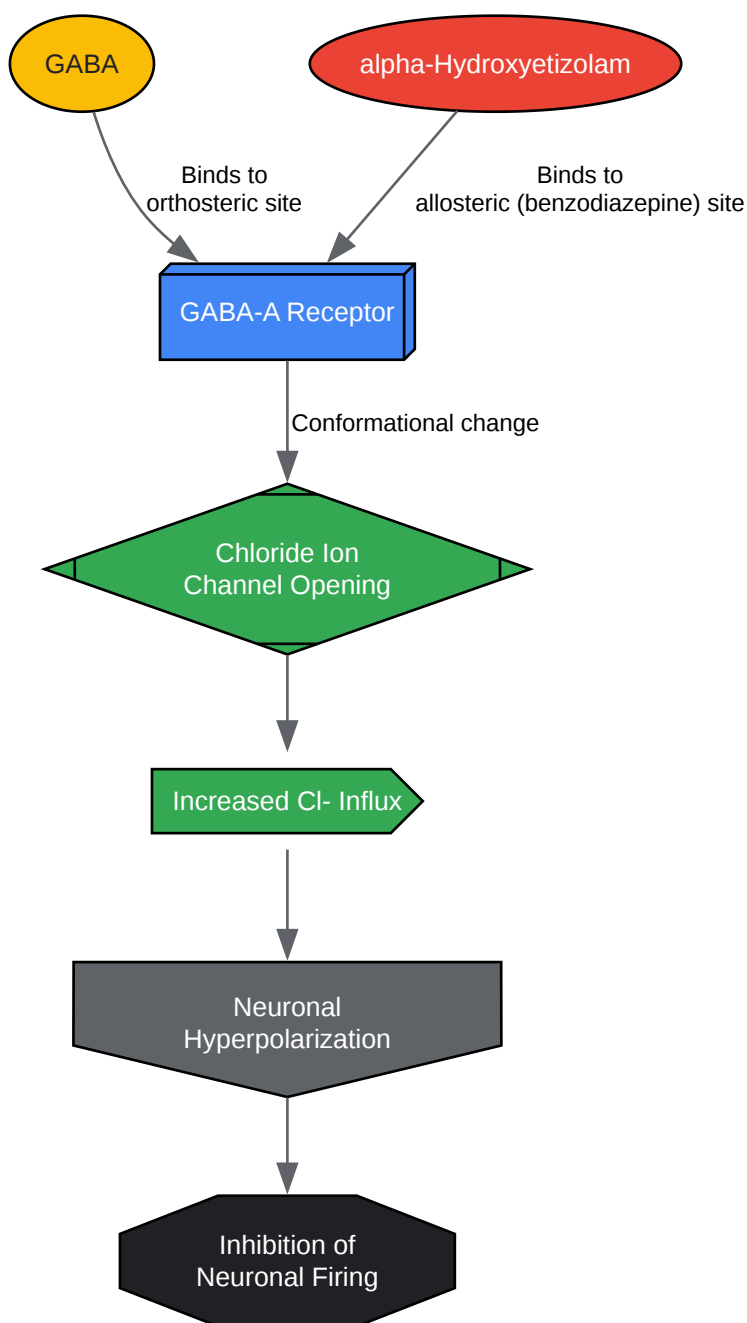 GABA
alpha-Hydroxyetizolam
Binds to
orthosteric site
Binds to
allosteric (benzodiazepine) site
GABA-A Receptor
Conformational change
Chloride Ion
Channel Opening
Increased Cl- Influx
Neuronal
Hyperpolarization
Inhibition of
Neuronal Firing